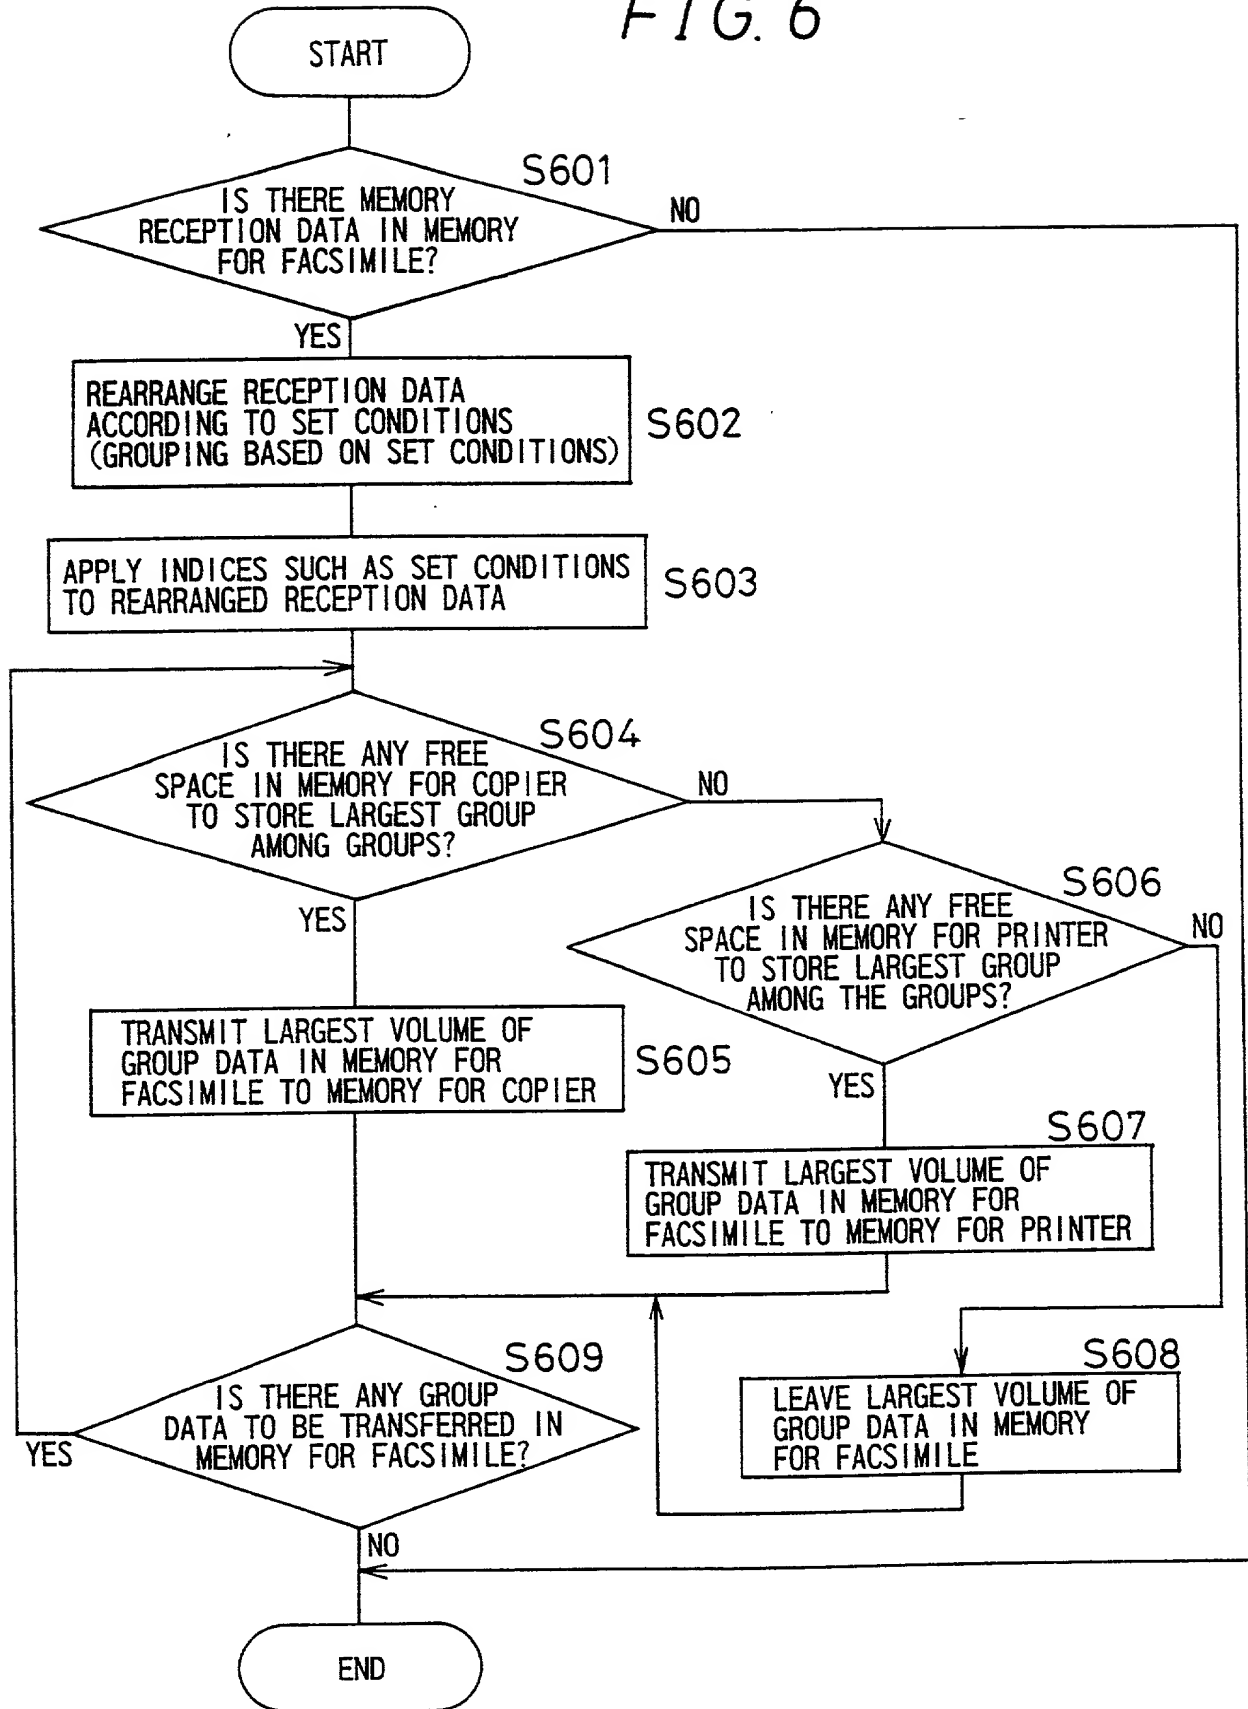 FIG. 6
START
S601
IS THERE MEMORY
RECEPTION DATA IN MEMORY
FOR FACSIMILE?
NO
YES
REARRANGE RECEPTION DATA
ACCORDING TO SET CONDITIONS
(GROUPING BASED ON SET CONDITIONS)
S602
APPLY INDICES SUCH AS SET CONDITIONS
TO REARRANGED RECEPTION DATA
S603
S604
IS THERE ANY FREE
SPACE IN MEMORY FOR COPIER
TO STORE LARGEST GROUP
AMONG GROUPS?
NO
YES
S606
IS THERE ANY FREE
SPACE IN MEMORY FOR PRINTER
TO STORE LARGEST GROUP
AMONG THE GROUPS?
NO
YES
TRANSMIT LARGEST VOLUME OF
GROUP DATA IN MEMORY FOR
FACSIMILE TO MEMORY FOR COPIER
S605
S607
TRANSMIT LARGEST VOLUME OF
GROUP DATA IN MEMORY FOR
FACSIMILE TO MEMORY FOR PRINTER
S609
IS THERE ANY GROUP
DATA TO BE TRANSFERRED IN
MEMORY FOR FACSIMILE?
YES
NO
S608
LEAVE LARGEST VOLUME OF
GROUP DATA IN MEMORY
FOR FACSIMILE
END